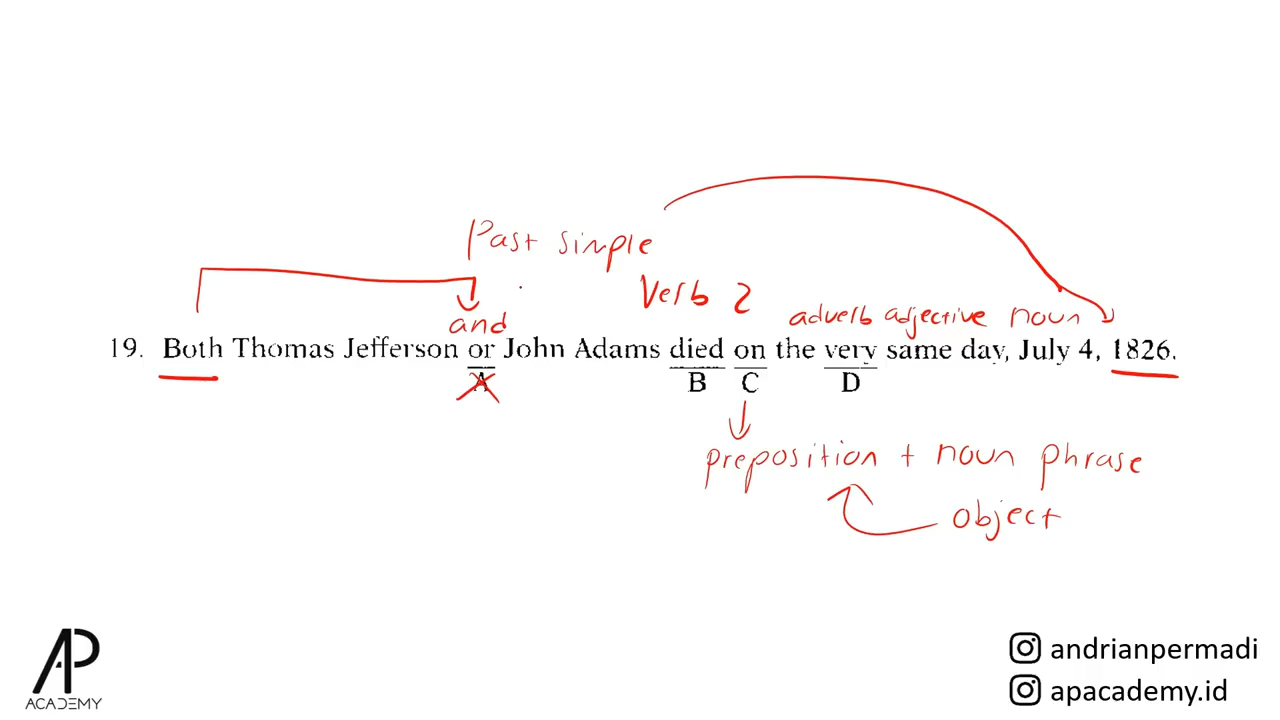 Past simple
Verb 2
and
adverb adjective noun
19. Both Thomas Jefferson or John Adams died on the very same day, July 4, 1826.
A B C D
preposition + noun phrase
object
AP
ACADEMY
andrianpermadi
apacademy.id